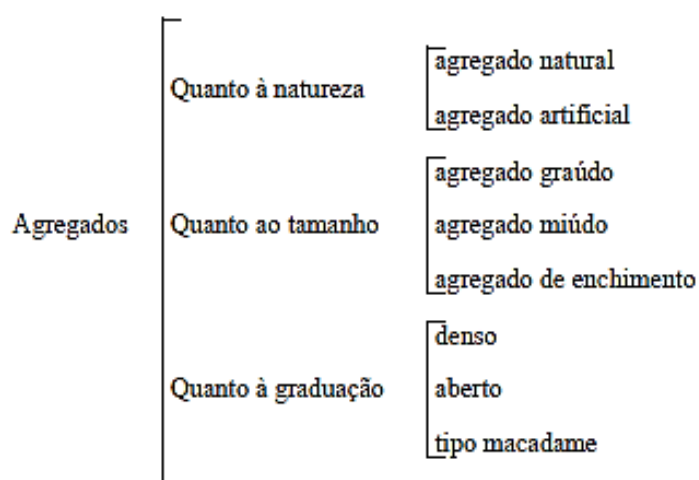 agregado natural
Quanto à natureza
agregado artificial
agregado graúdo
Agregados Quanto ao tamanho agregado miúdo
agregado de enchimento
denso
Quanto à graduação aberto
tipo macadame